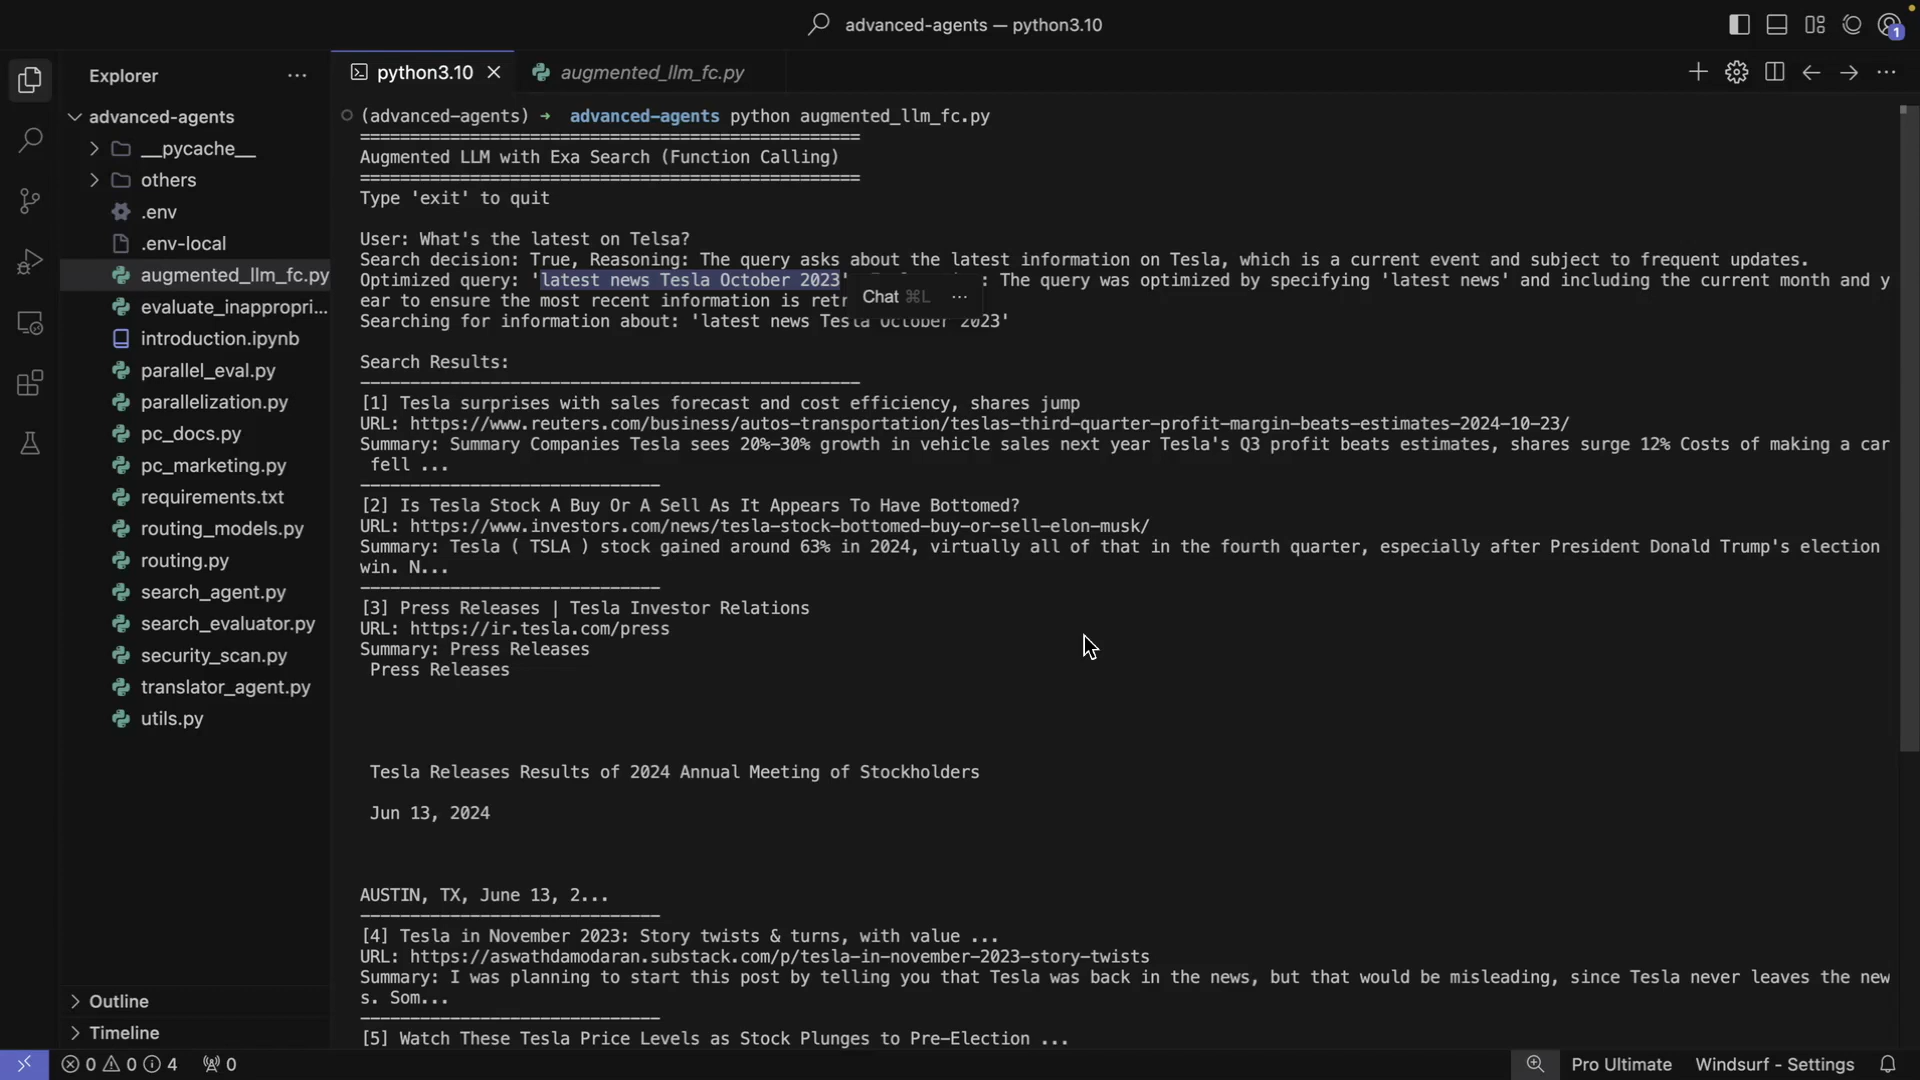 advanced-agents — python3.10
1
Explorer
python3.10
augmented_llm_fc.py
advanced-agents
__pycache__
others
.env
.env-local
augmented_llm_fc.py
evaluate_inappropri...
introduction.ipynb
parallel_eval.py
parallelization.py
pc_docs.py
pc_marketing.py
requirements.txt
routing_models.py
routing.py
search_agent.py
search_evaluator.py
security_scan.py
translator_agent.py
utils.py
Outline
Timeline
(advanced-agents) ➜ advanced-agents python augmented_llm_fc.py
==================================================
Augmented LLM with Exa Search (Function Calling)
==================================================
Type 'exit' to quit
User: What's the latest on Telsa?
Search decision: True, Reasoning: The query asks about the latest information on Tesla, which is a current event and subject to frequent updates.
Optimized query: 'latest news Tesla October 2023' : The query was optimized by specifying 'latest news' and including the current month and y
ear to ensure the most recent information is retr
Chat ⌘L ...
Searching for information about: 'latest news Tesla October 2023'
Search Results:
--------------------------------------------------
[1] Tesla surprises with sales forecast and cost efficiency, shares jump
URL: https://www.reuters.com/business/autos-transportation/teslas-third-quarter-profit-margin-beats-estimates-2024-10-23/
Summary: Summary Companies Tesla sees 20%-30% growth in vehicle sales next year Tesla's Q3 profit beats estimates, shares surge 12% Costs of making a car
fell ...
------------------------------
[2] Is Tesla Stock A Buy Or A Sell As It Appears To Have Bottomed?
URL: https://www.investors.com/news/tesla-stock-bottomed-buy-or-sell-elon-musk/
Summary: Tesla ( TSLA ) stock gained around 63% in 2024, virtually all of that in the fourth quarter, especially after President Donald Trump's election
win. N...
------------------------------
[3] Press Releases | Tesla Investor Relations
URL: https://ir.tesla.com/press
Summary: Press Releases
Press Releases
Tesla Releases Results of 2024 Annual Meeting of Stockholders
Jun 13, 2024
AUSTIN, TX, June 13, 2...
------------------------------
[4] Tesla in November 2023: Story twists & turns, with value ...
URL: https://aswathdamodaran.substack.com/p/tesla-in-november-2023-story-twists
Summary: I was planning to start this post by telling you that Tesla was back in the news, but that would be misleading, since Tesla never leaves the new
s. Som...
------------------------------
[5] Watch These Tesla Price Levels as Stock Plunges to Pre-Election ...
0 0 4 0
Pro Ultimate
Windsurf - Settings